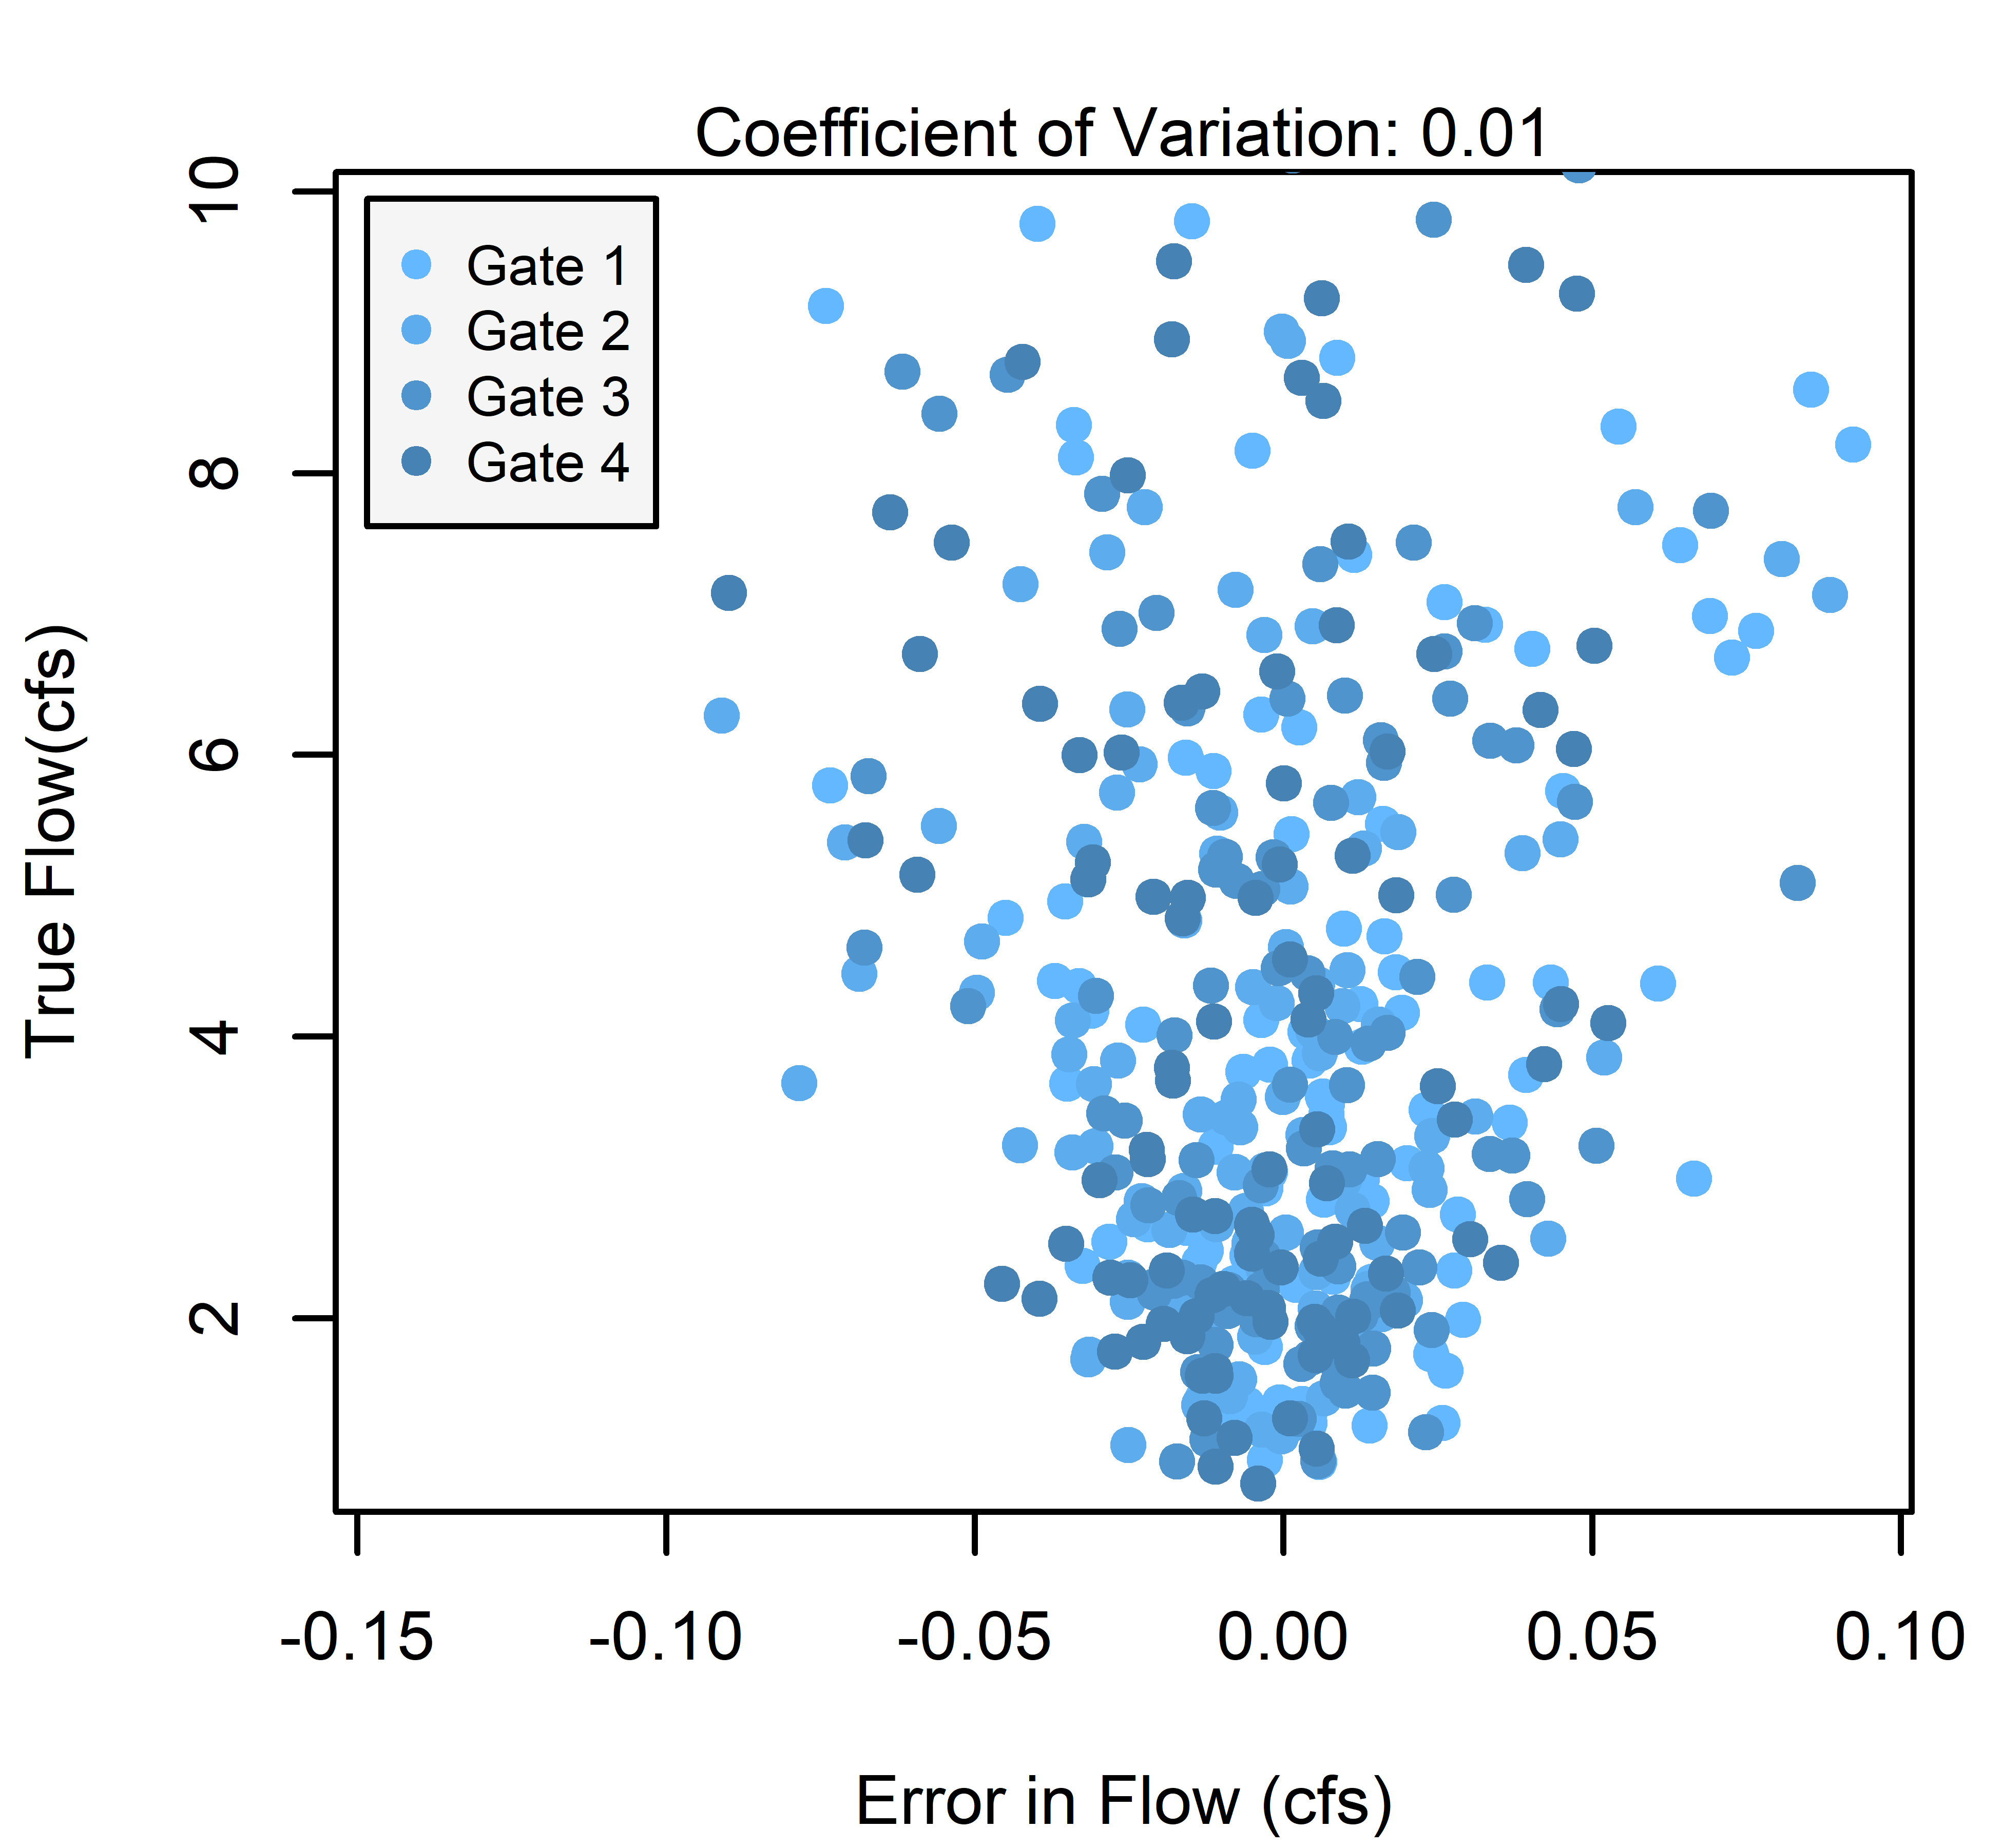 Coefficient of Variation: 0.01
Gate 1
Gate 2
Gate 3
Gate 4
True Flow(cfs)
10
8
6
4
2
-0.15 -0.10 -0.05 0.00 0.05 0.10
Error in Flow (cfs)